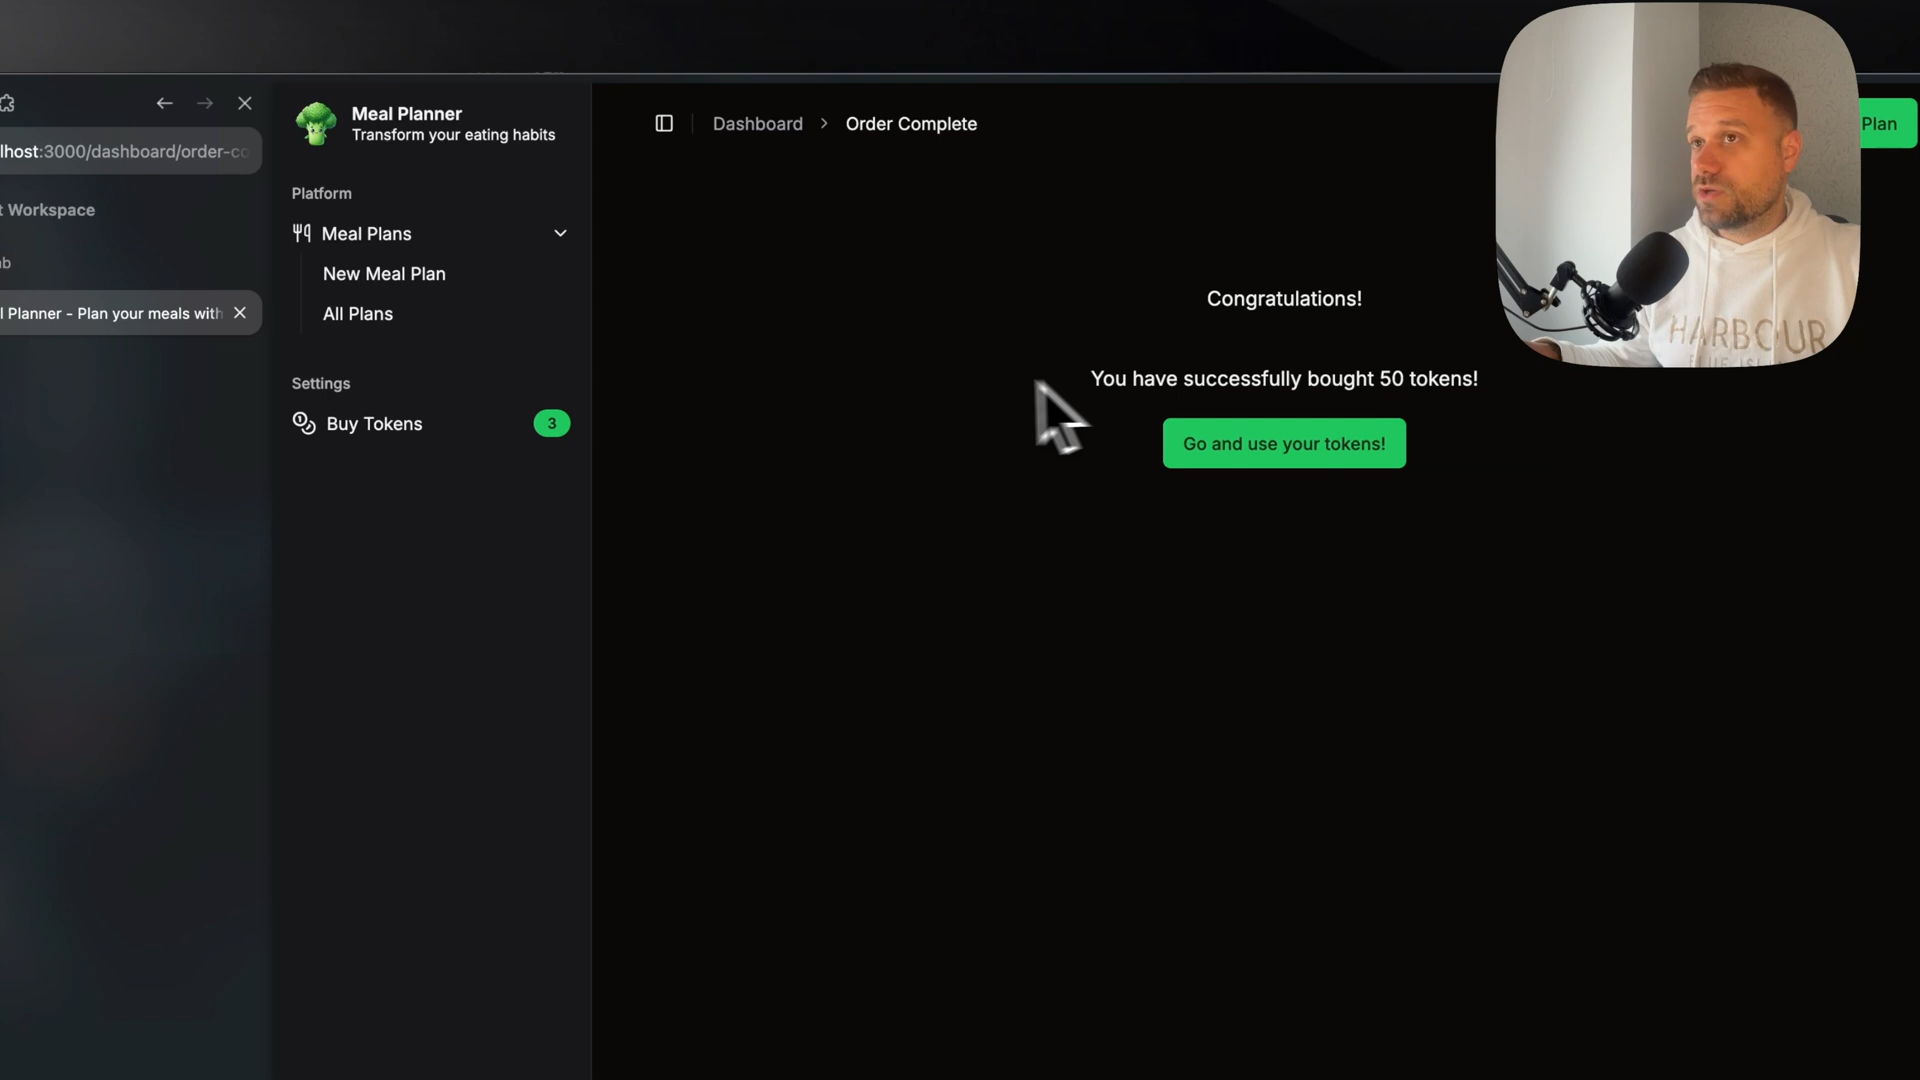 Meal Planner
Transform your eating habits
lhost:3000/dashboard/order-co
t Workspace
l Planner - Plan your meals with
Platform
Meal Plans
New Meal Plan
All Plans
Settings
Buy Tokens
3
Dashboard
Order Complete
Plan
Congratulations!
You have successfully bought 50 tokens!
Go and use your tokens!
HARBOUR